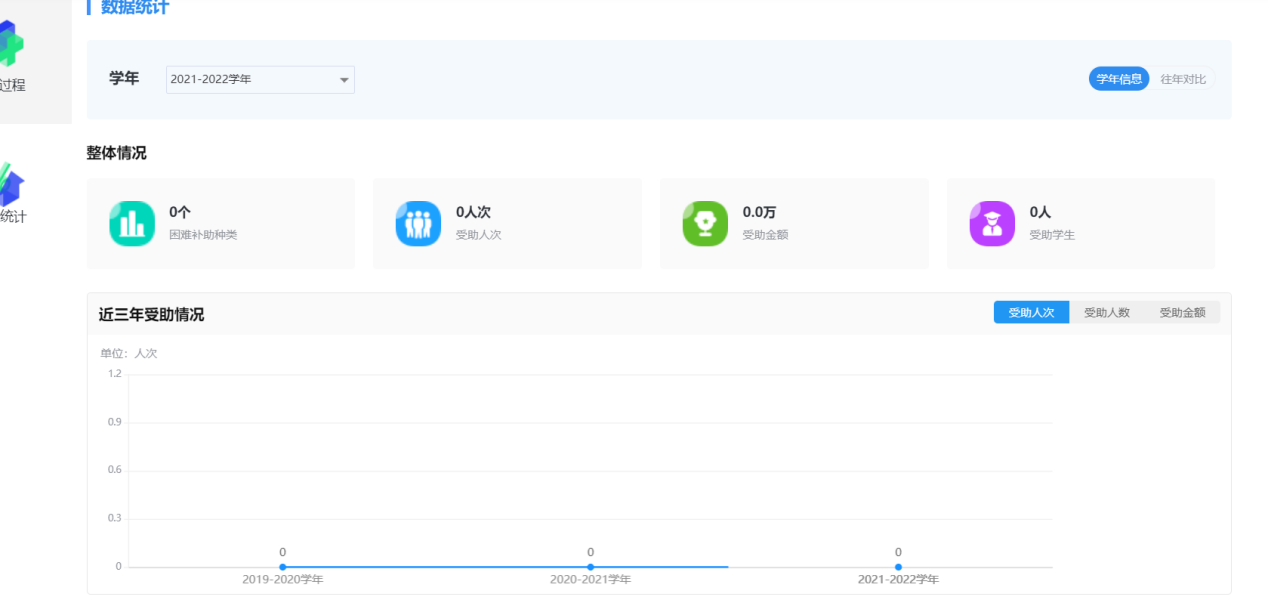 数据统计
过程
统计
学年 2021-2022学年 学年信息 往年对比
整体情况
0个 0人次 0.0万 0人
困难补助种类 受助人次 受助金额 受助学生
近三年受助情况 受助人次 受助人数 受助金额
单位：人次
1.2
0.9
0.6
0.3
0 0 0
0
2019-2020学年 2020-2021学年 2021-2022学年